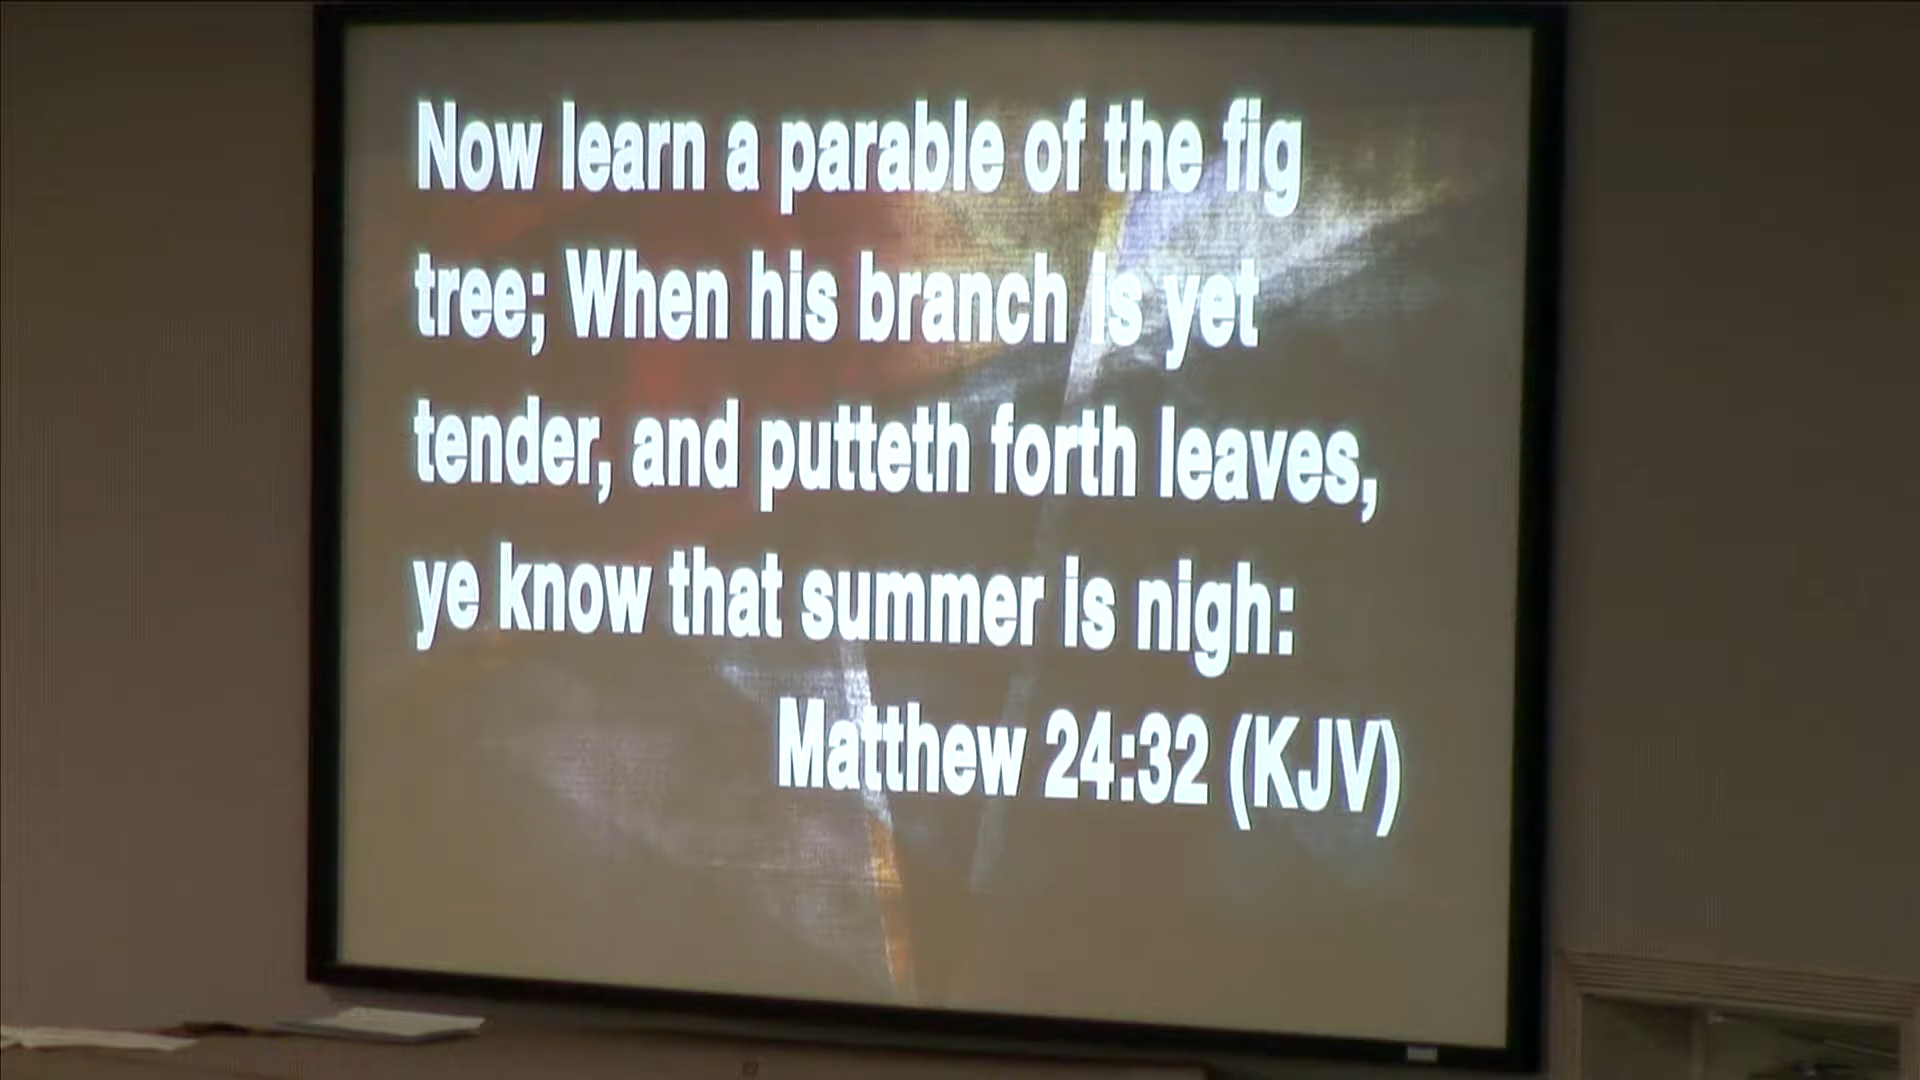 Now learn a parable of the fig
tree; When his branch is yet
tender, and putteth forth leaves,
ye know that summer is nigh:
Matthew 24:32 (KJV)